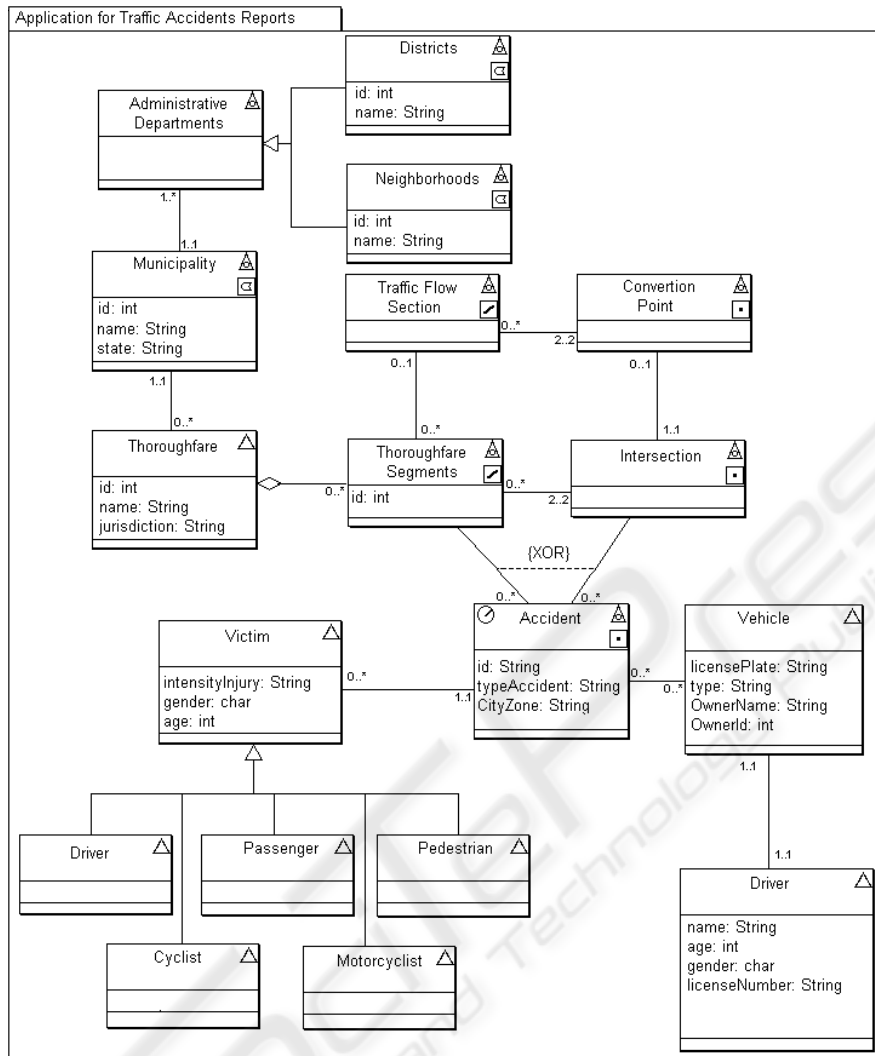 Application for Traffic Accidents Reports
Districts
id: int
name: String
Administrative
Departments
Neighborhoods
id: int
name: String
1..*
1..1
Municipality
id: int
name: String
state: String
Traffic Flow
Section
0..*
2..2
Convertion
Point
0..1
0..1
1..1
0..*
0..*
1..1
Thoroughfare
id: int
name: String
jurisdiction: String
0..*
Thoroughfare
Segments
id: int
0..*
2..2
Intersection
{XOR}
0..*
0..*
Victim
intensityInjury: String
gender: char
age: int
0..*
1..1
Accident
id: String
typeAccident: String
CityZone: String
0..*
0..*
Vehicle
licensePlate: String
type: String
OwnerName: String
OwnerId: int
1..1
1..1
Driver
Passenger
Pedestrian
Cyclist
Motorcyclist
Driver
name: String
age: int
gender: char
licenseNumber: String
and Technology Publi